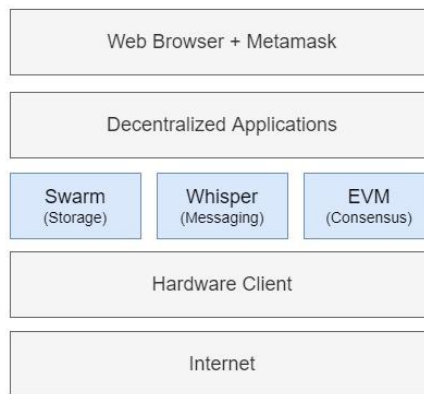 Web Browser + Metamask
Decentralized Applications
Swarm
(Storage)
Whisper
(Messaging)
EVM
(Consensus)
Hardware Client
Internet